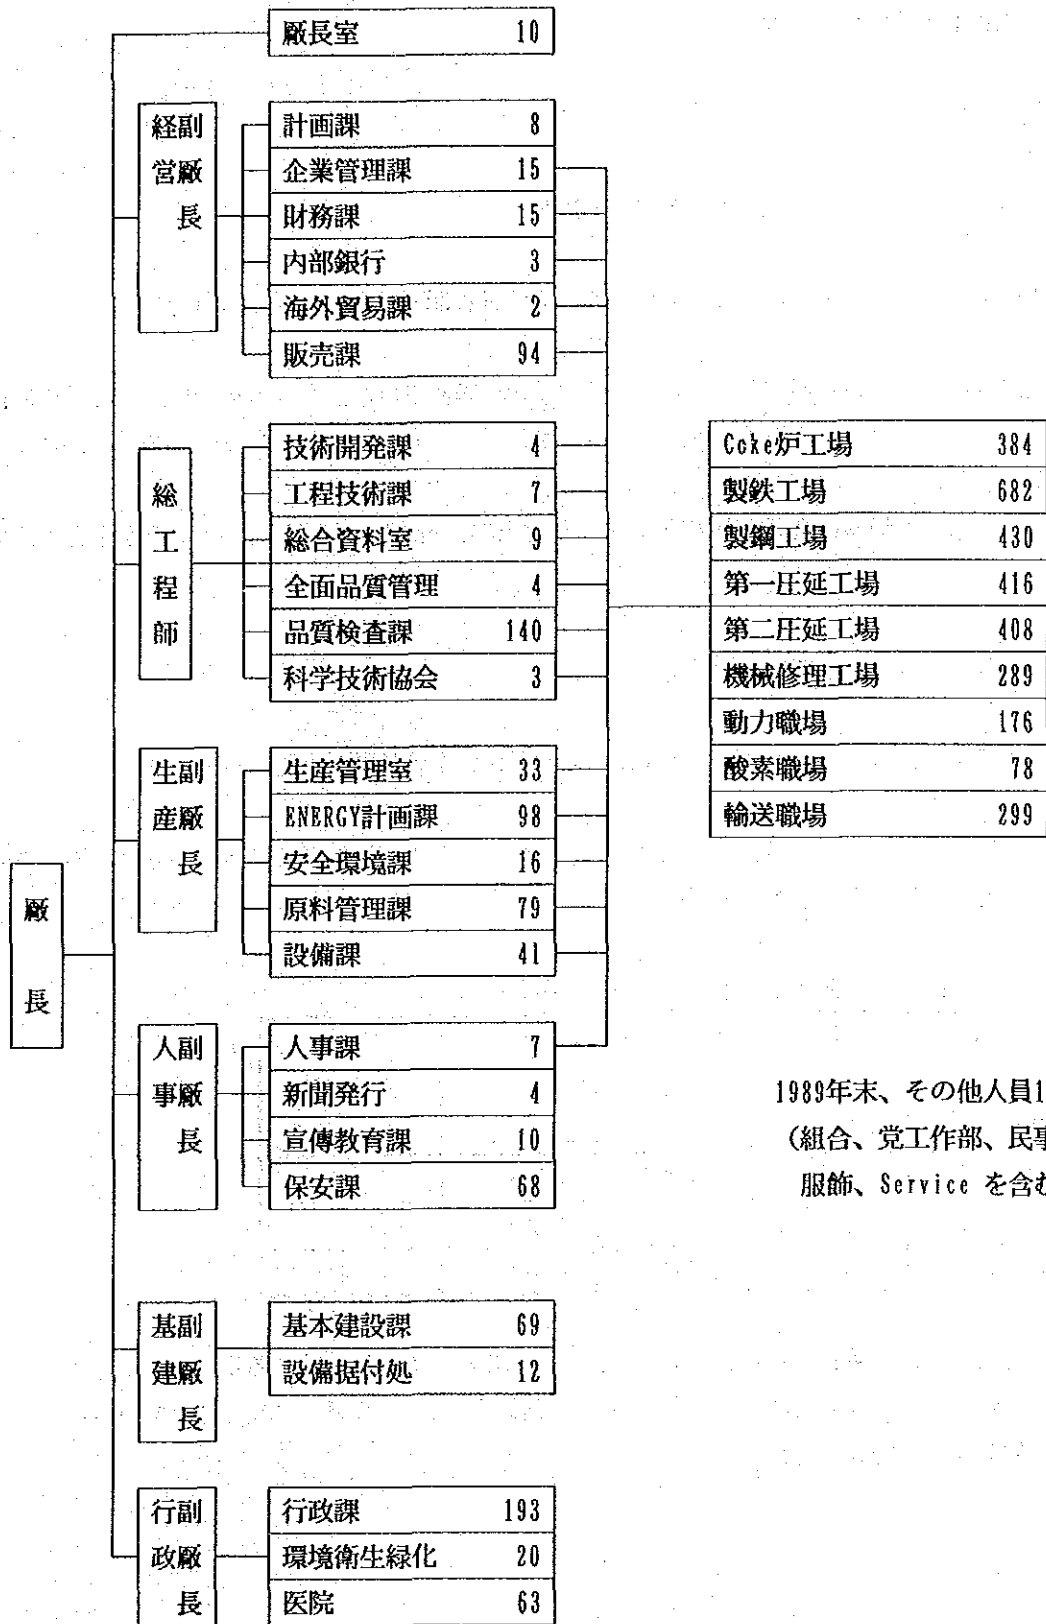 廠長室 10
経営副廠長
計画課 8
企業管理課 15
財務課 15
内部銀行 3
海外貿易課 2
販売課 94
総工程師
技術開発課 4
工程技術課 7
総合資料室 9
全面品質管理 4
品質検査課 140
科学技術協会 3
Coke炉工場 384
製鉄工場 682
製鋼工場 430
第一圧延工場 416
第二圧延工場 408
機械修理工場 289
動力職場 176
酸素職場 78
輸送職場 299
生産副廠長
生産管理室 33
ENERGY計画課 98
安全環境課 16
原料管理課 79
設備課 41
廠長
人事副廠長
人事課 7
新聞発行 4
宣傳教育課 10
保安課 68
1989年末、その他人員1
(組合、党工作部、民事
服飾、Service を含む
基建副廠長
基本建設課 69
設備据付処 12
行政副廠長
行政課 193
環境衛生緑化 20
医院 63